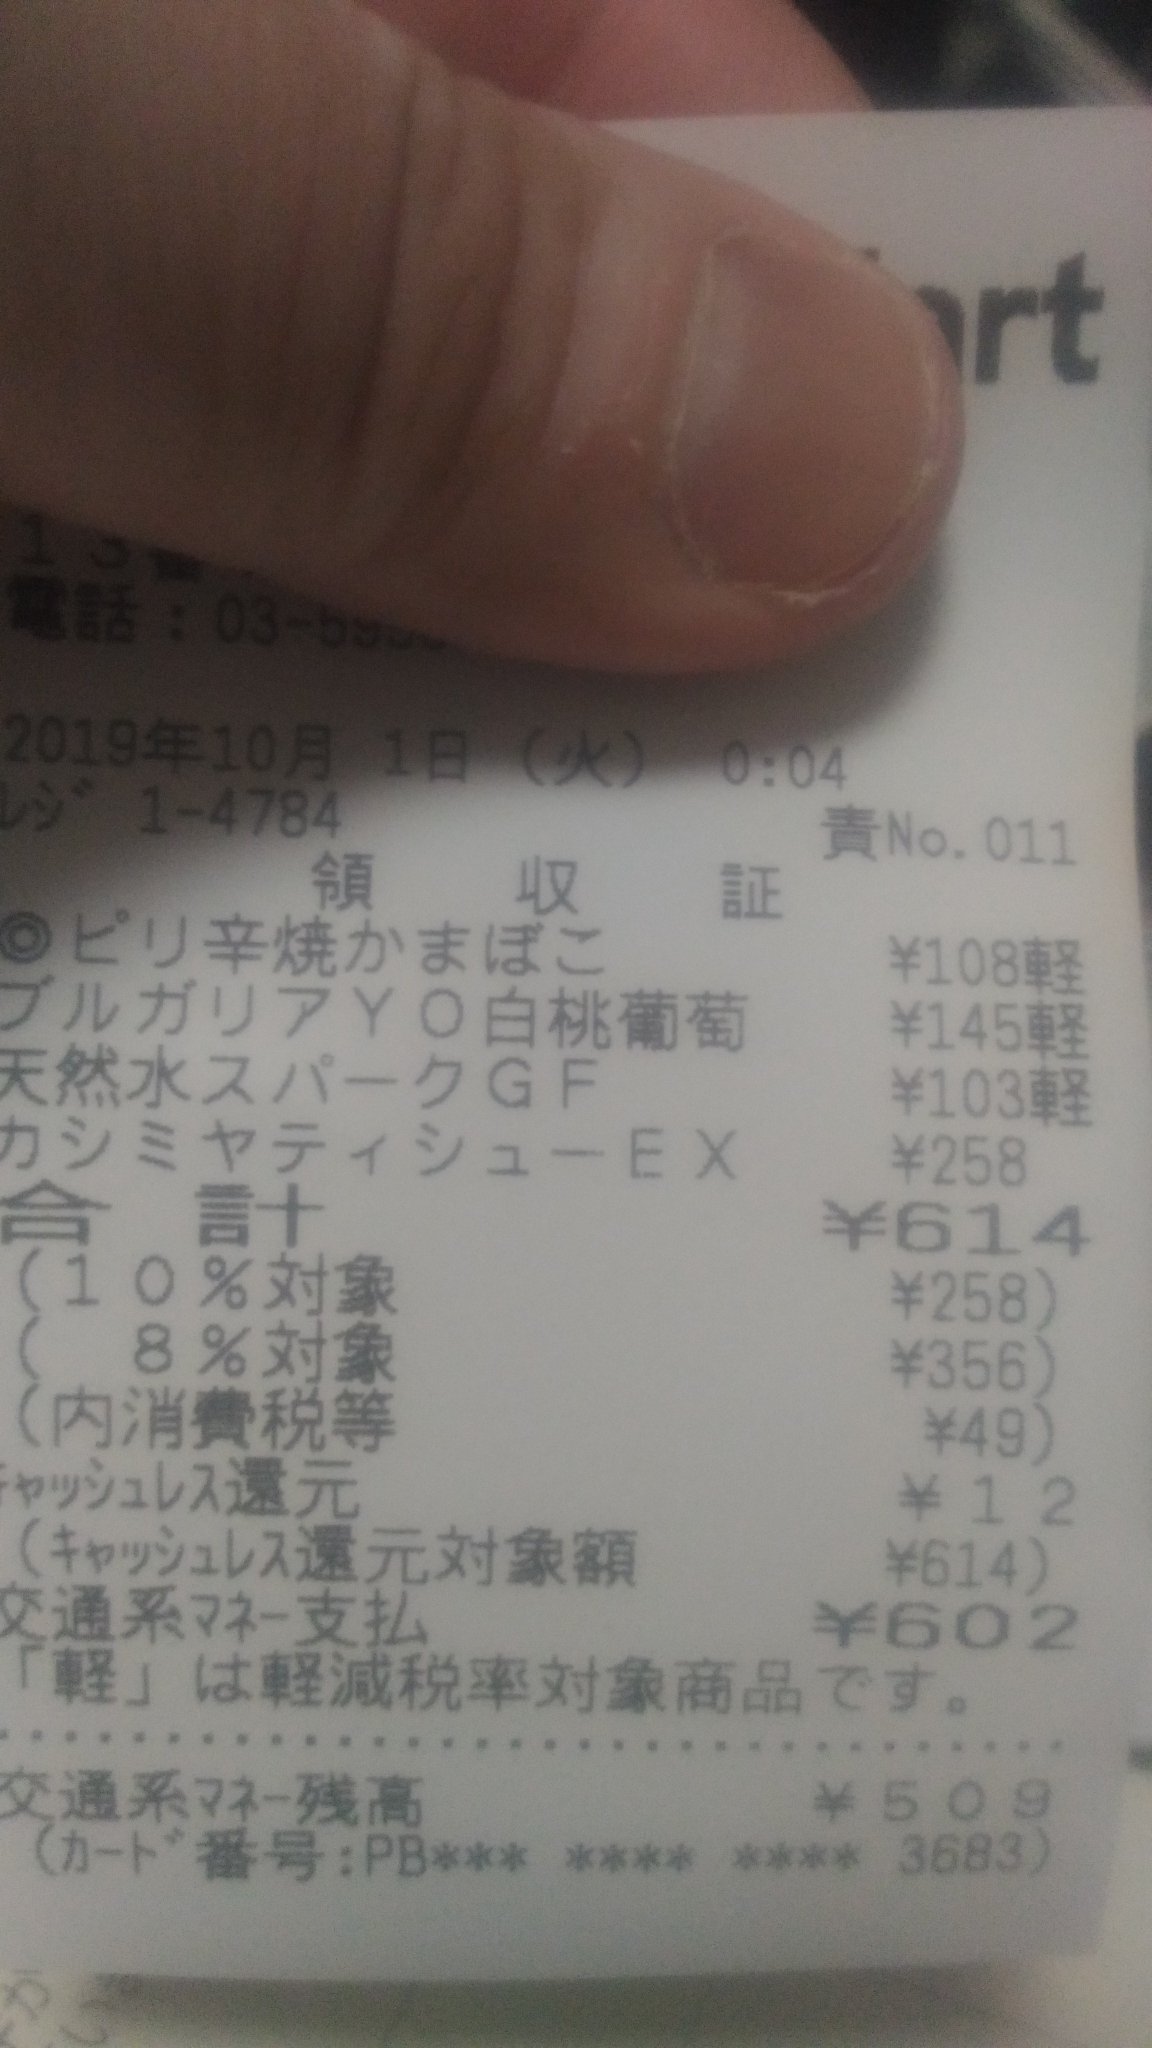 電話:03-
2019年10月 1日(火) 0:04
レジ 1-4784 責No.011
領 収 証
◎ピリ辛焼かまぼこ ¥108軽
ブルガリアYO白桃葡萄 ¥145軽
天然水スパークGF ¥103軽
カシミヤティシューEX ¥258
合 計 ¥614
(10%対象 ¥258)
( 8%対象 ¥356)
(内消費税等 ¥49)
キャッシュレス還元 ¥12
(キャッシュレス還元対象額 ¥614)
交通系マネー支払 ¥602
「軽」は軽減税率対象商品です。
交通系マネー残高 ¥509
(カード番号:PB*** **** **** 3683)